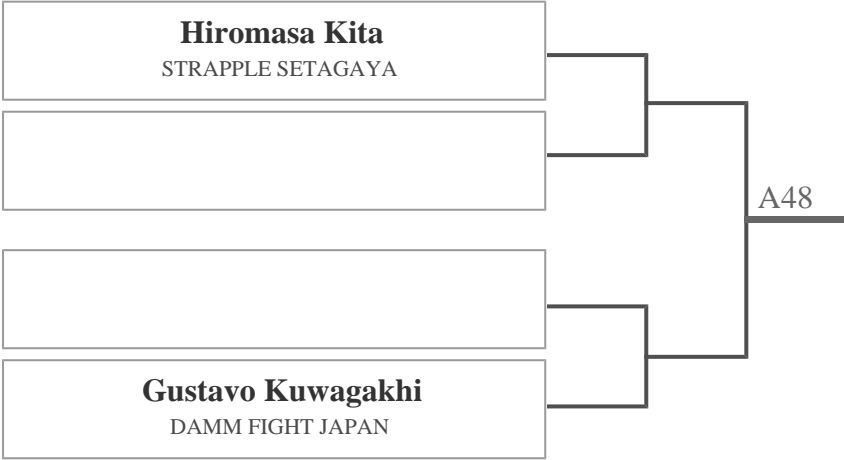 Hiromasa Kita
STRAPPLE SETAGAYA
A48
Gustavo Kuwagakhi
DAMM FIGHT JAPAN